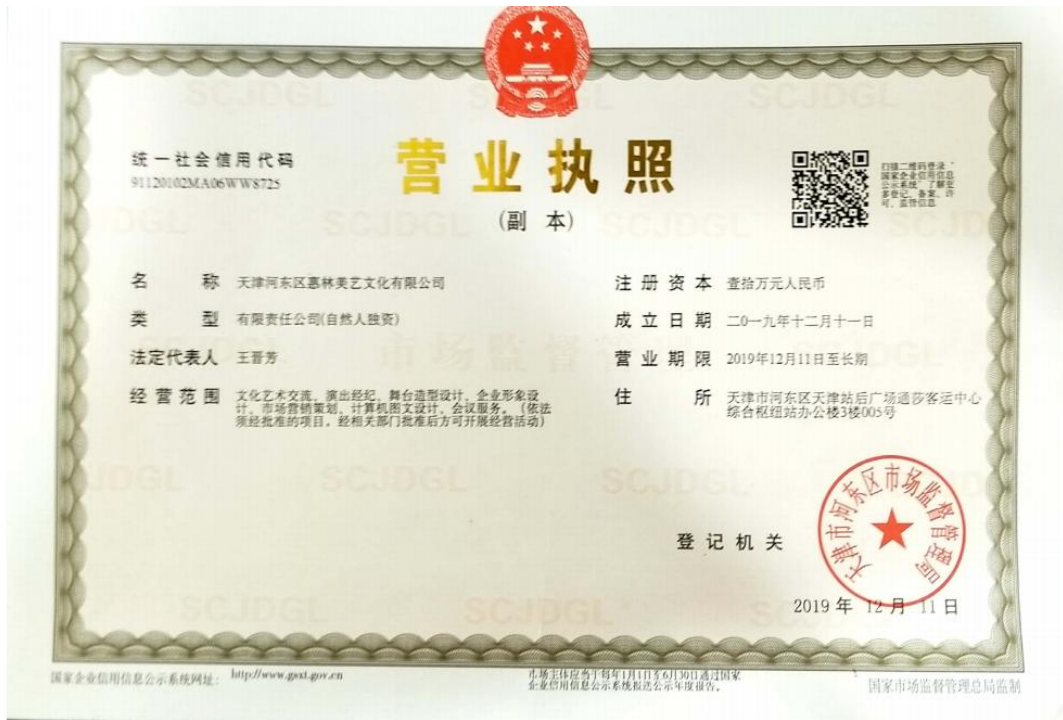 统一社会信用代码
91120102MA06WW8725
营业执照
(副 本)
扫描二维码登录“
国家企业信用信息
公示系统”了解更
多登记、备案、许
可、监管信息
名 称 天津河东区惠林美艺文化有限公司
类 型 有限责任公司(自然人独资)
法定代表人 王晋芳
经营范围 文化艺术交流、演出经纪、舞台造型设计、企业形象设
计、市场营销策划、计算机图文设计、会议服务。(依法
须经批准的项目,经相关部门批准后方可开展经营活动)
注册资本 壹拾万元人民币
成立日期 二0一九年十二月十一日
营业期限 2019年12月11日至长期
住 所 天津市河东区天津站后广场通莎客运中心
综合枢纽站办公楼3楼005号
登记机关
天津市河东区市场监督管理局
2019 年 12 月 11 日
国家企业信用信息公示系统网址: http://www.gsxt.gov.cn
市场主体应当于每年1月1日至6月30日通过国家
企业信用信息公示系统报送公示年度报告。
国家市场监督管理总局监制
SCJDGL
市场监督管理